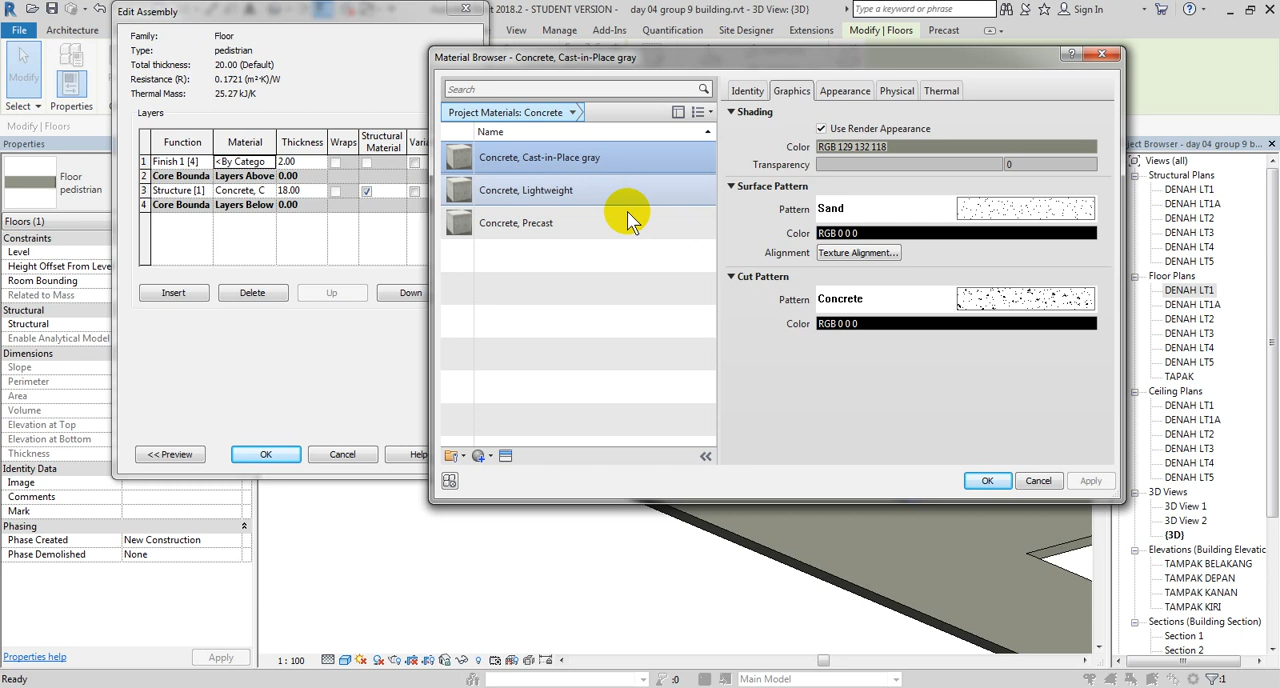 t 2018.2 - STUDENT VERSION - day 04 group 9 b...rvt - 3D View: {3D}
Type a keyword or phrase
Sign In
File
Architecture
View
Manage
Add-Ins
Quantification
Site Designer
Extensions
Modify | Floors
Precast
Modify
Select
Properties
Modify | Floors
Properties
Floor
pedistrian
Floors (1)
Constraints
Level
Height Offset From Leve
Room Bounding
Related to Mass
Structural
Structural
Enable Analytical Model
Dimensions
Slope
Perimeter
Area
Volume
Elevation at Top
Elevation at Bottom
Thickness
Identity Data
Image
Comments
Mark
Phasing
Phase Created New Construction
Phase Demolished None
Properties help
Apply
Ready
Edit Assembly
Family: Floor
Type: pedistrian
Total thickness: 20.00 (Default)
Resistance (R): 0.1721 (m²·K)/W
Thermal Mass: 25.27 kJ/K
Layers
Function Material Thickness Wraps Structural Material Varia
1 Finish 1 [4] <By Catego 2.00
2 Core Bounda Layers Above 0.00
3 Structure [1] Concrete, C 18.00
4 Core Bounda Layers Below 0.00
Insert
Delete
Up
Down
<< Preview
OK
Cancel
Help
Material Browser - Concrete, Cast-in-Place gray
Search
Project Materials: Concrete
Name
Concrete, Cast-in-Place gray
Concrete, Lightweight
Concrete, Precast
Identity
Graphics
Appearance
Physical
Thermal
Shading
Use Render Appearance
Color RGB 129 132 118
Transparency 0
Surface Pattern
Pattern Sand
Color RGB 0 0 0
Alignment Texture Alignment...
Cut Pattern
Pattern Concrete
Color RGB 0 0 0
OK
Cancel
Apply
ject Browser - day 04 group 9 b...
Views (all)
Structural Plans
DENAH LT1
DENAH LT1A
DENAH LT2
DENAH LT3
DENAH LT4
DENAH LT5
Floor Plans
DENAH LT1
DENAH LT1A
DENAH LT2
DENAH LT3
DENAH LT4
DENAH LT5
TAPAK
Ceiling Plans
DENAH LT1
DENAH LT1A
DENAH LT2
DENAH LT3
DENAH LT4
DENAH LT5
3D Views
3D View 1
3D View 2
{3D}
Elevations (Building Elevatic
TAMPAK BELAKANG
TAMPAK DEPAN
TAMPAK KANAN
TAMPAK KIRI
Sections (Building Section)
Section 1
Section 2
1 : 100
:0
Main Model
:1